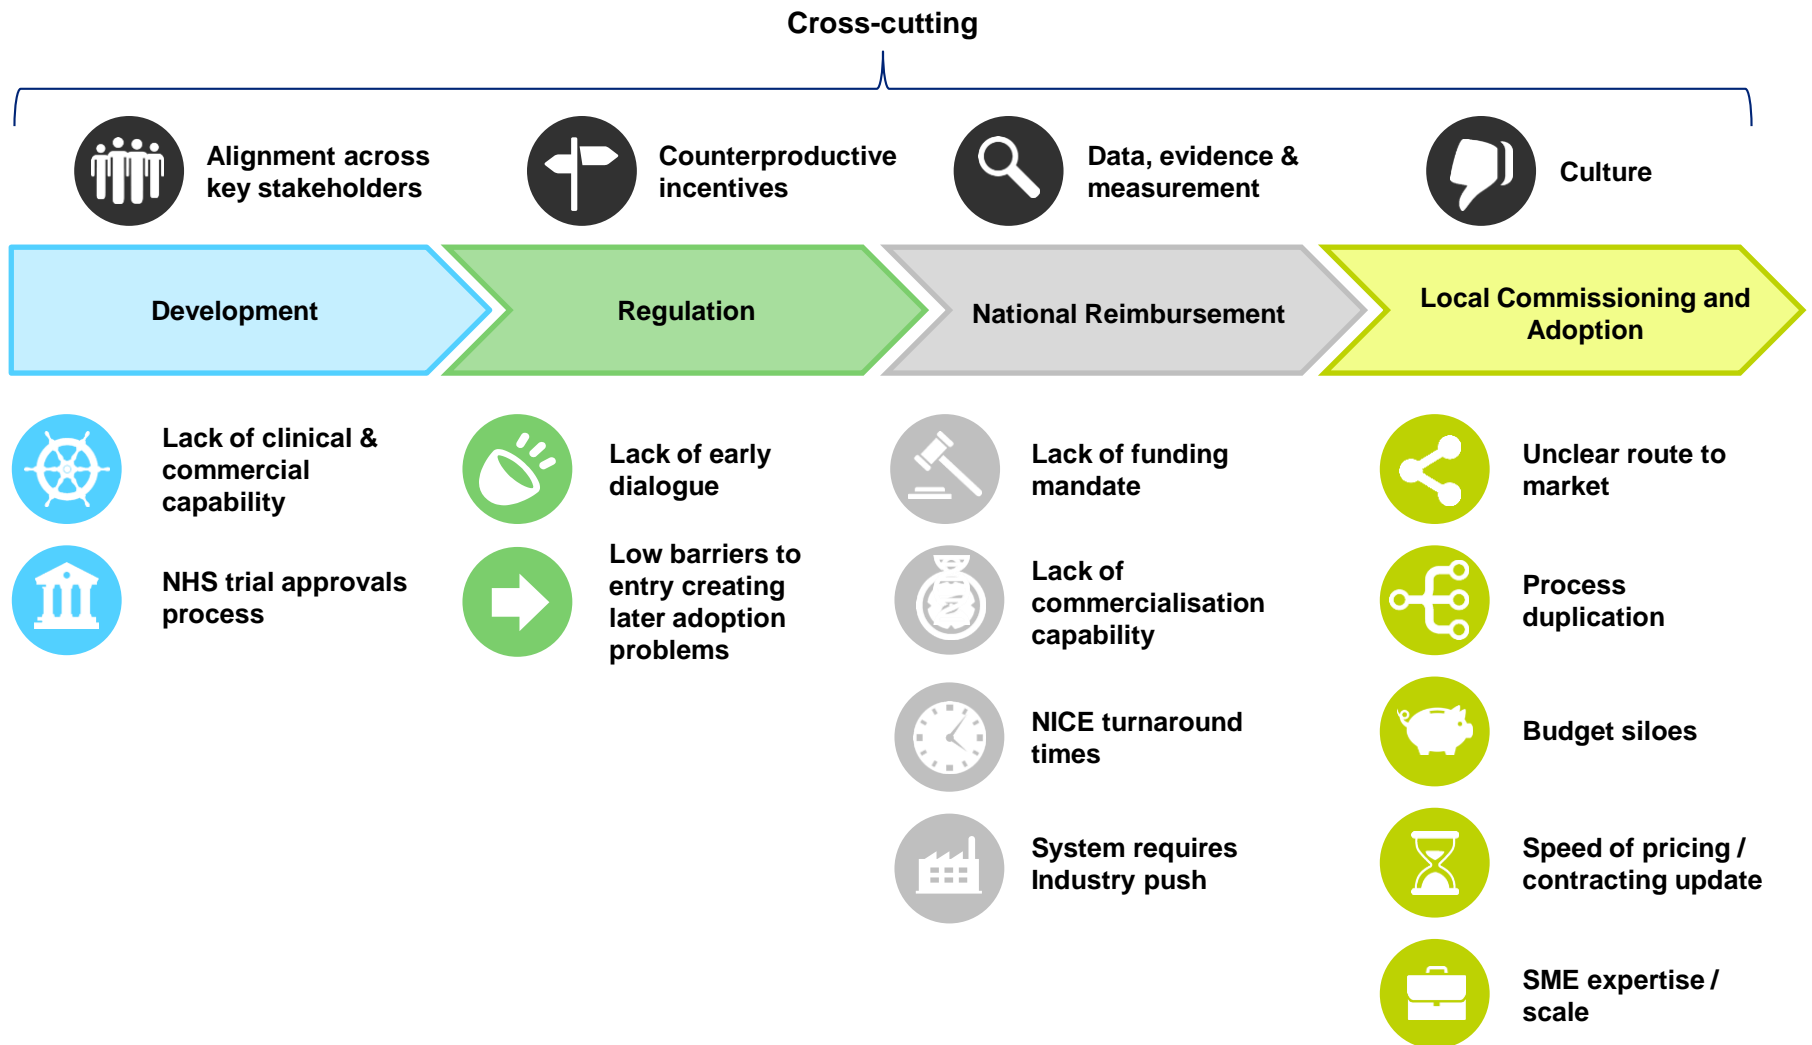 Cross-cutting
Alignment across
key stakeholders
Counterproductive
incentives
Data, evidence &
measurement
Culture
Development
Regulation
National Reimbursement
Local Commissioning and
Adoption
Lack of clinical &
commercial
capability
NHS trial approvals
process
Lack of early
dialogue
Low barriers to
entry creating
later adoption
problems
Lack of funding
mandate
Lack of
commercialisation
capability
NICE turnaround
times
System requires
Industry push
Unclear route to
market
Process
duplication
Budget siloes
Speed of pricing /
contracting update
SME expertise /
scale